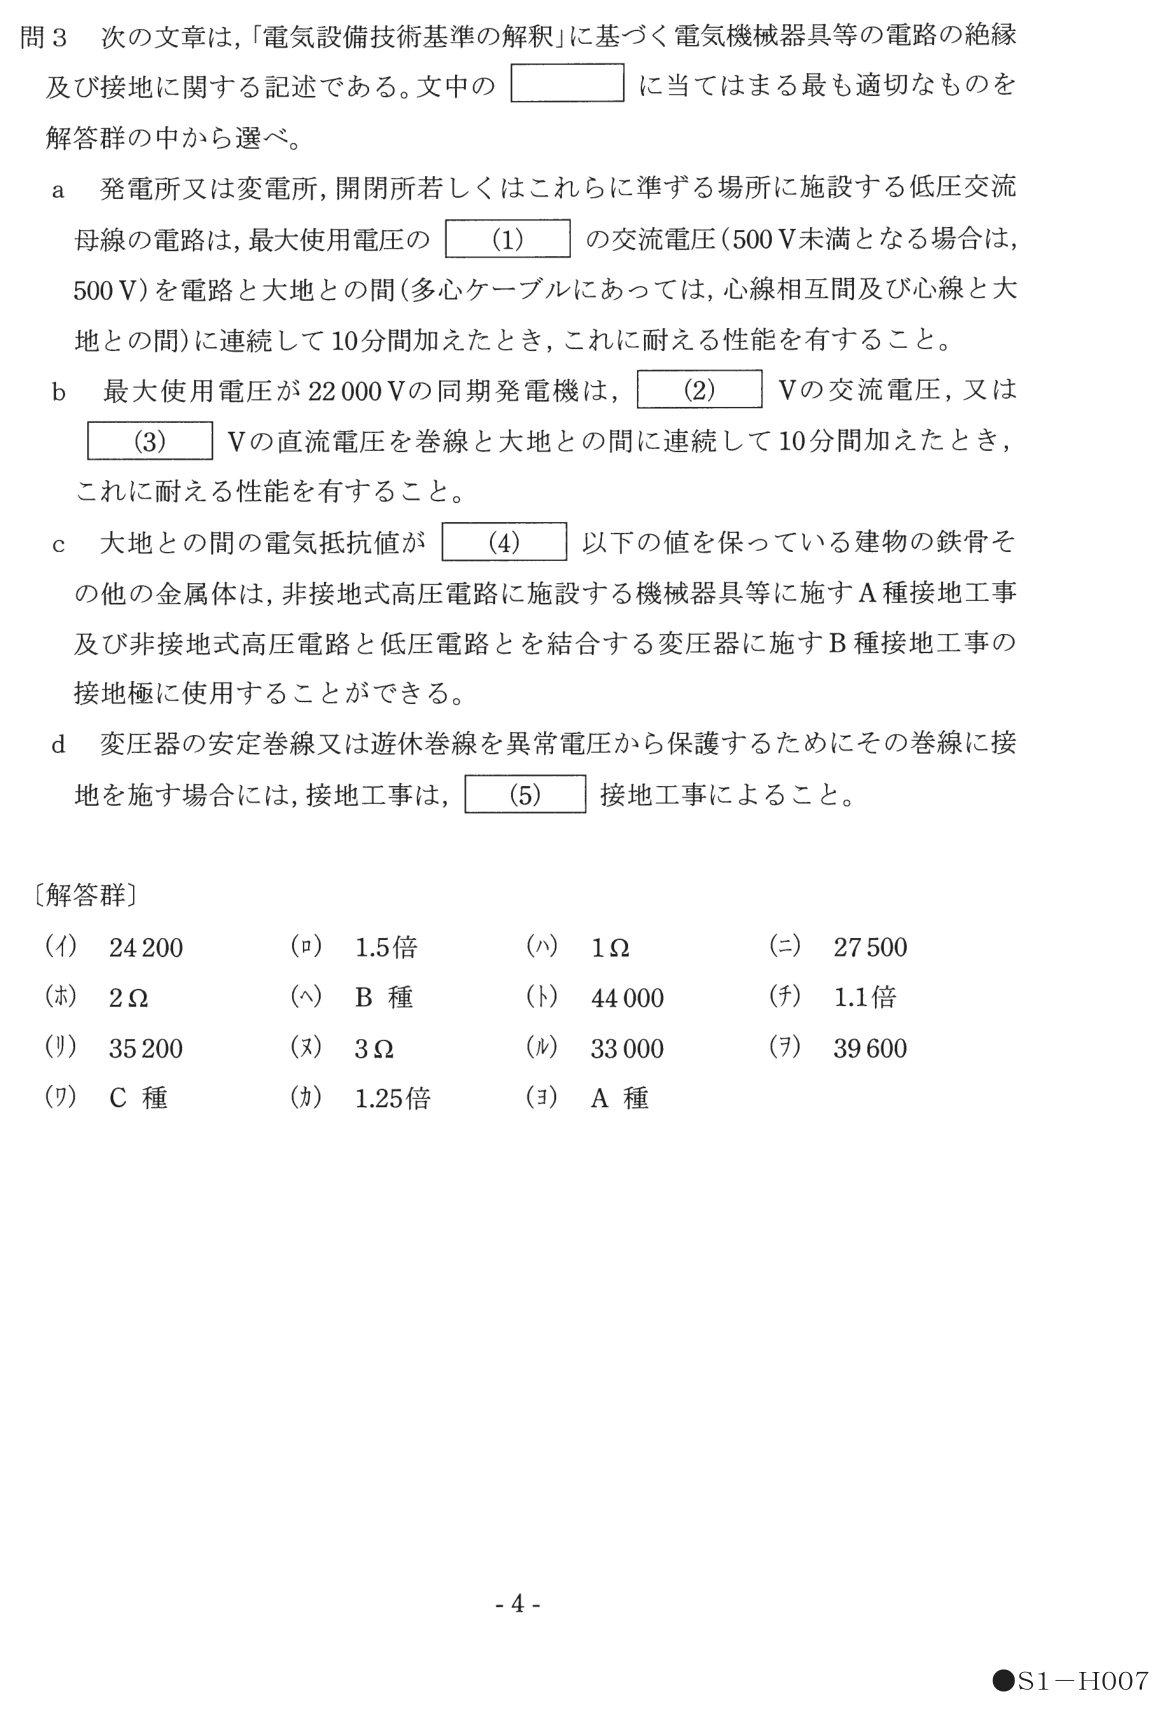 問3 次の文章は,「電気設備技術基準の解釈」に基づく電気機械器具等の電路の絶縁
及び接地に関する記述である。文中の に当てはまる最も適切なものを
解答群の中から選べ。
a 発電所又は変電所,開閉所若しくはこれらに準ずる場所に施設する低圧交流
母線の電路は,最大使用電圧の (1) の交流電圧(500 V未満となる場合は,
500 V)を電路と大地との間(多心ケーブルにあっては,心線相互間及び心線と大
地との間)に連続して10分間加えたとき,これに耐える性能を有すること。
b 最大使用電圧が22 000 Vの同期発電機は, (2) Vの交流電圧,又は
(3) Vの直流電圧を巻線と大地との間に連続して10分間加えたとき,
これに耐える性能を有すること。
c 大地との間の電気抵抗値が (4) 以下の値を保っている建物の鉄骨そ
の他の金属体は,非接地式高圧電路に施設する機械器具等に施すA種接地工事
及び非接地式高圧電路と低圧電路とを結合する変圧器に施すB種接地工事の
接地極に使用することができる。
d 変圧器の安定巻線又は遊休巻線を異常電圧から保護するためにその巻線に接
地を施す場合には,接地工事は, (5) 接地工事によること。
〔解答群〕
(イ) 24 200 (ロ) 1.5倍 (ハ) 1 Ω (ニ) 27 500
(ホ) 2 Ω (ヘ) B 種 (ト) 44 000 (チ) 1.1倍
(リ) 35 200 (ヌ) 3 Ω (ル) 33 000 (ヲ) 39 600
(ワ) C 種 (カ) 1.25倍 (ヨ) A 種
- 4 -
●S1－H007